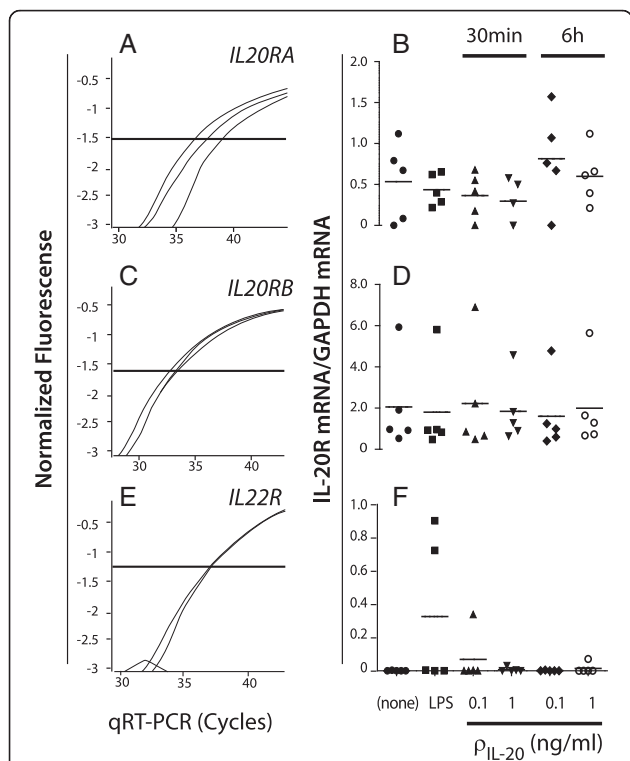 A
IL20RA
-0.5
-1
-1.5
-2
-2.5
-3
30 35 40
B
30min 6h
2.0
1.5
1.0
0.5
0
C
IL20RB
-0.5
-1
-1.5
-2
-2.5
-3
30 35 40
D
8.0
6.0
4.0
2.0
0
E
IL22R
-0.5
-1
-1.5
-2
-2.5
-3
30 35 40
F
1.0
0.8
0.6
0.4
0.2
0
Normalized Fluorescense
IL-20R mRNA/GAPDH mRNA
qRT-PCR (Cycles)
(none) LPS 0.1 1 0.1 1
ρIL-20 (ng/ml)